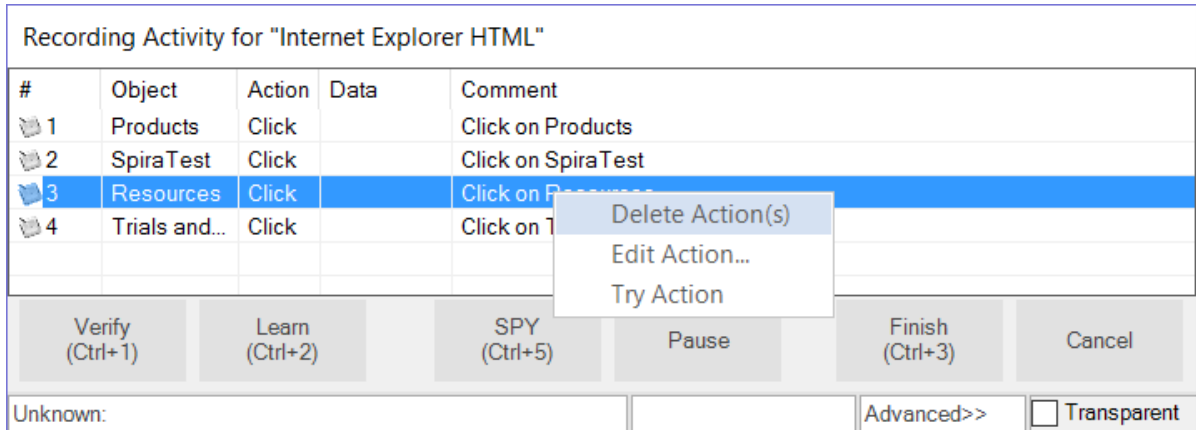 Recording Activity for "Internet Explorer HTML"
# Object Action Data Comment
1 Products Click Click on Products
2 SpiraTest Click Click on SpiraTest
3 Resources Click Click on Resources
4 Trials and... Click Click on T
Delete Action(s)
Edit Action...
Try Action
Verify
(Ctrl+1)
Learn
(Ctrl+2)
SPY
(Ctrl+5)
Pause
Finish
(Ctrl+3)
Cancel
Unknown:
Advanced>>
Transparent